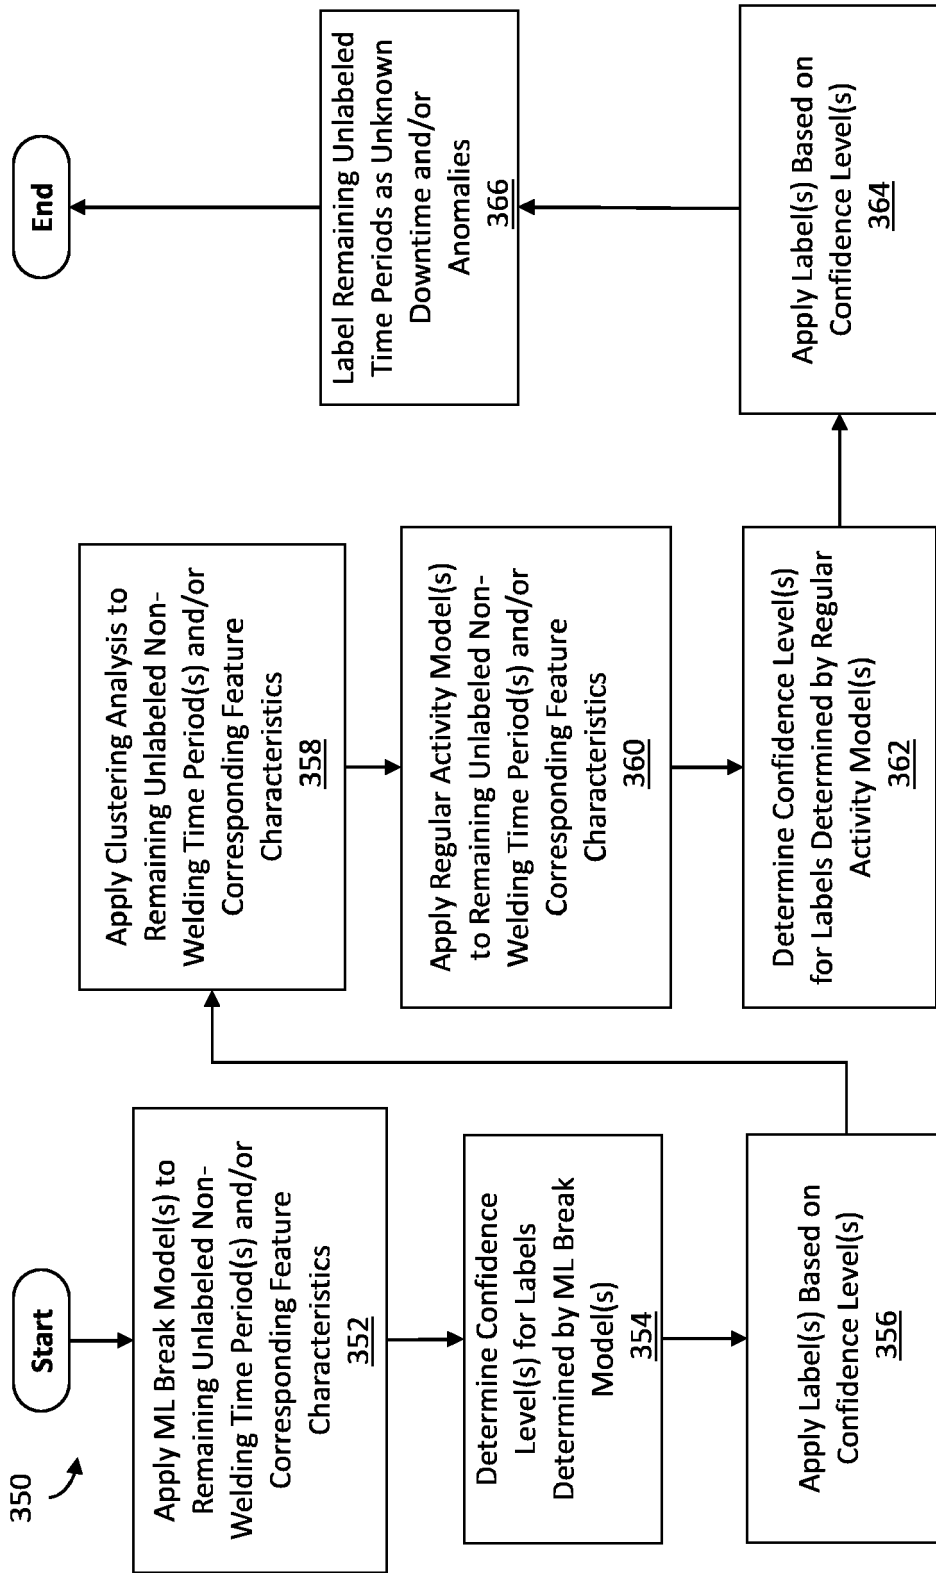 350
Start
Apply ML Break Model(s) to
Remaining Unlabeled Non-
Welding Time Period(s) and/or
Corresponding Feature
Characteristics
352
Determine Confidence
Level(s) for Labels
Determined by ML Break
Model(s)
354
Apply Label(s) Based on
Confidence Level(s)
356
Apply Clustering Analysis to
Remaining Unlabeled Non-
Welding Time Period(s) and/or
Corresponding Feature
Characteristics
358
Apply Regular Activity Model(s)
to Remaining Unlabeled Non-
Welding Time Period(s) and/or
Corresponding Feature
Characteristics
360
Determine Confidence Level(s)
for Labels Determined by Regular
Activity Model(s)
362
Apply Label(s) Based on
Confidence Level(s)
364
Label Remaining Unlabeled
Time Periods as Unknown
Downtime and/or
Anomalies
366
End